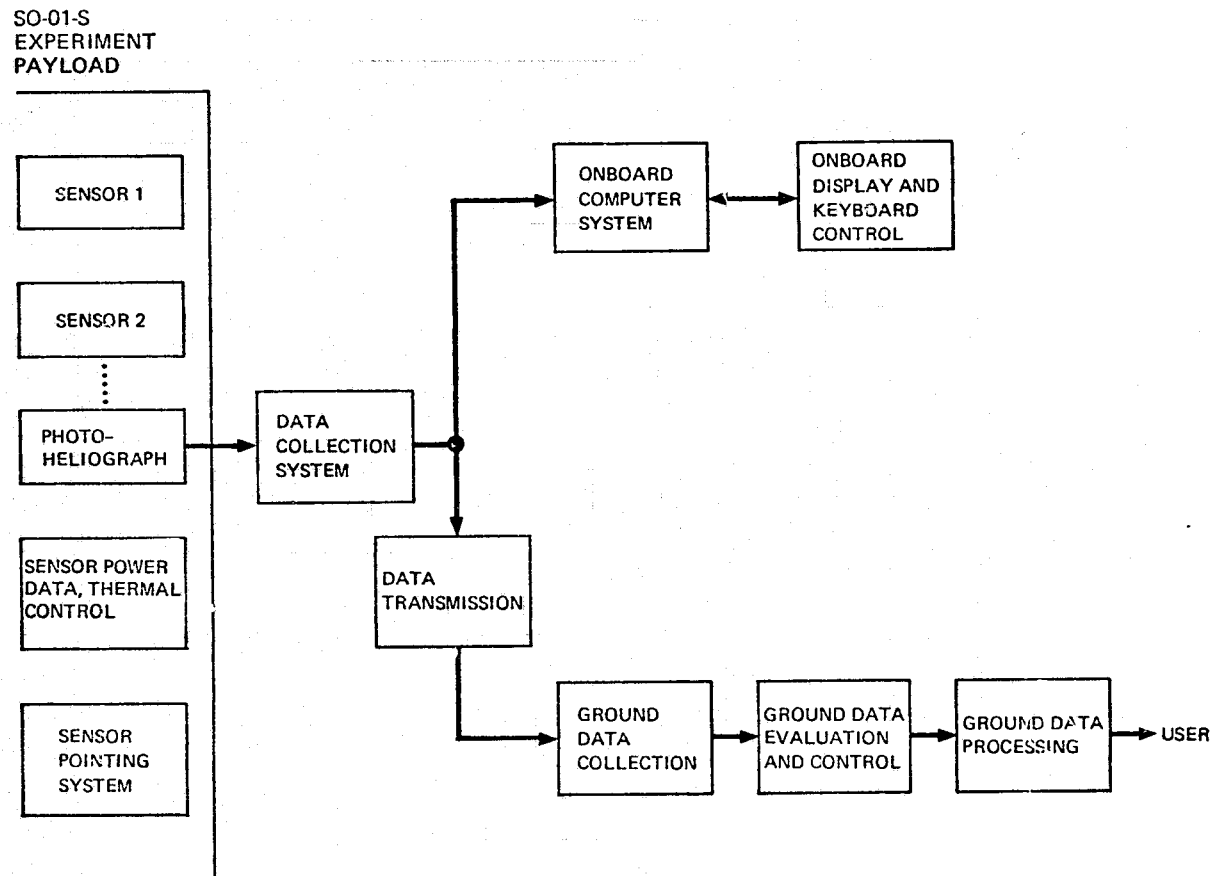 SO-01-S
EXPERIMENT
PAYLOAD
SENSOR 1
SENSOR 2
PHOTO-
HELIOGRAPH
SENSOR POWER
DATA, THERMAL
CONTROL
SENSOR
POINTING
SYSTEM
DATA
COLLECTION
SYSTEM
ONBOARD
COMPUTER
SYSTEM
ONBOARD
DISPLAY AND
KEYBOARD
CONTROL
DATA
TRANSMISSION
GROUND
DATA
COLLECTION
GROUND DATA
EVALUATION
AND CONTROL
GROUND DATA
PROCESSING
USER